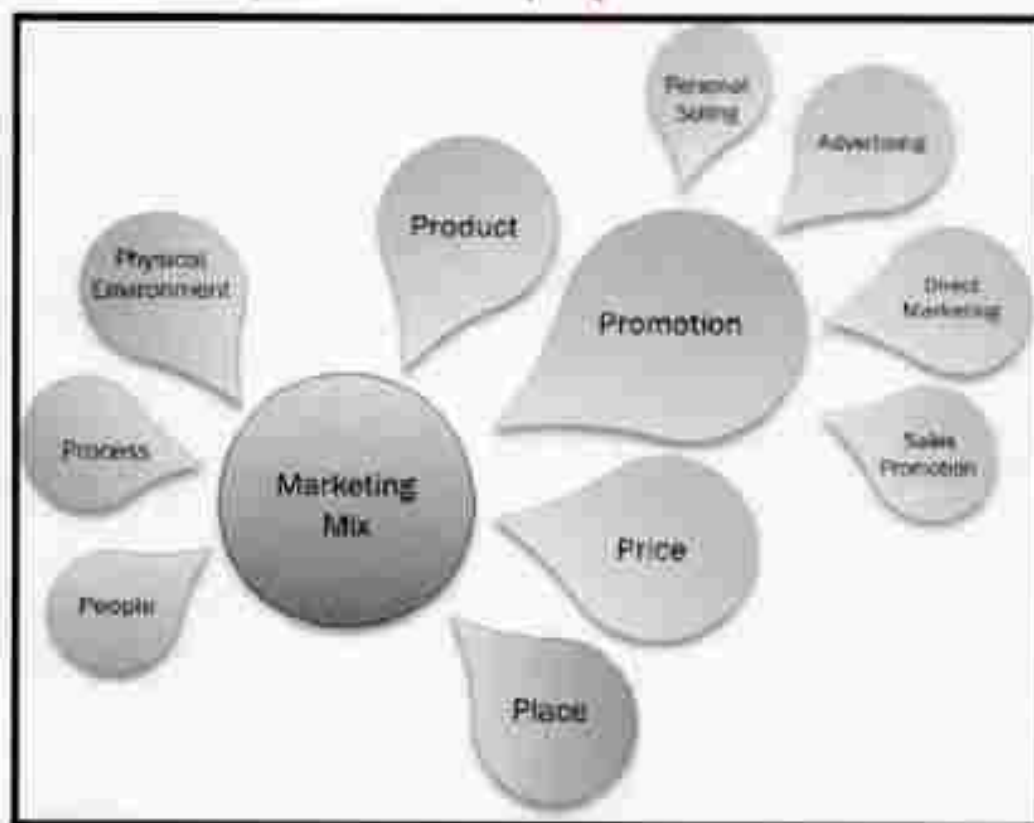 Personal
Selling
Advertising
Product
Physical
Environment
Direct
Marketing
Promotion
Process
Sales
Promotion
Marketing
Mix
Price
People
Place